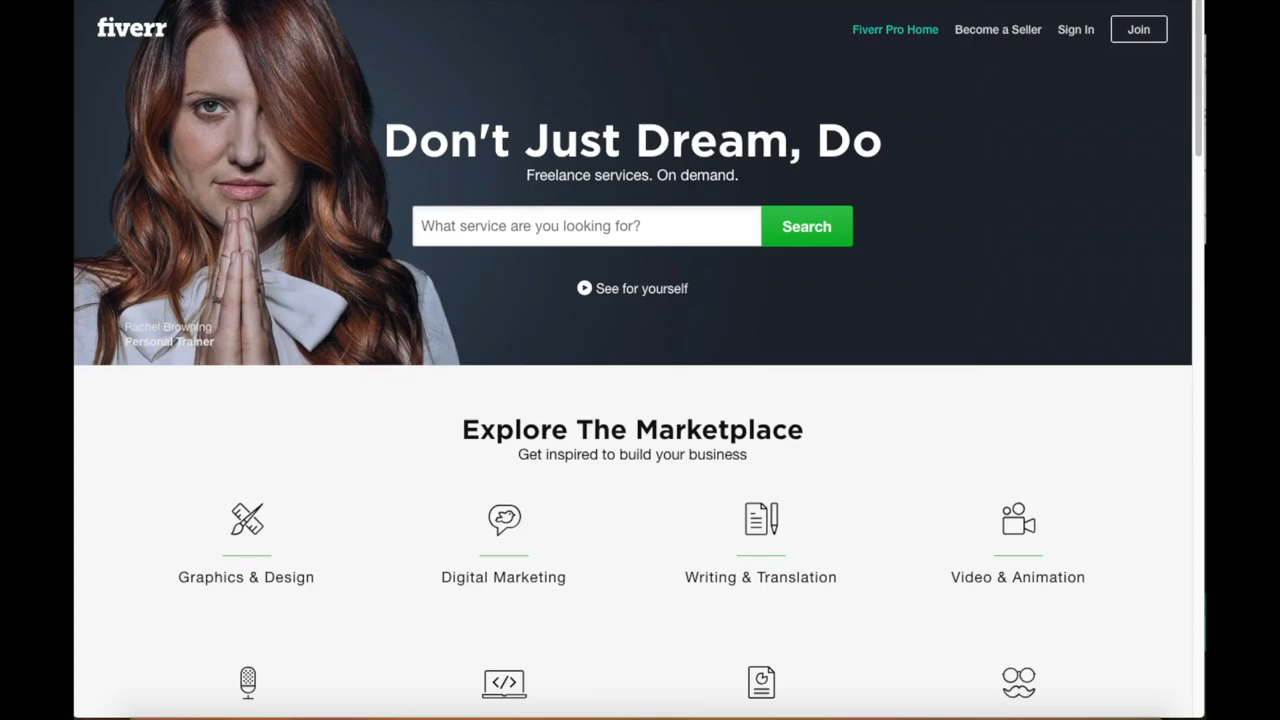 fiverr
Fiverr Pro Home Become a Seller Sign In Join
Don't Just Dream, Do
Freelance services. On demand.
What service are you looking for? Search
See for yourself
Rachel Browning
Personal Trainer
Explore The Marketplace
Get inspired to build your business
Graphics & Design Digital Marketing Writing & Translation Video & Animation